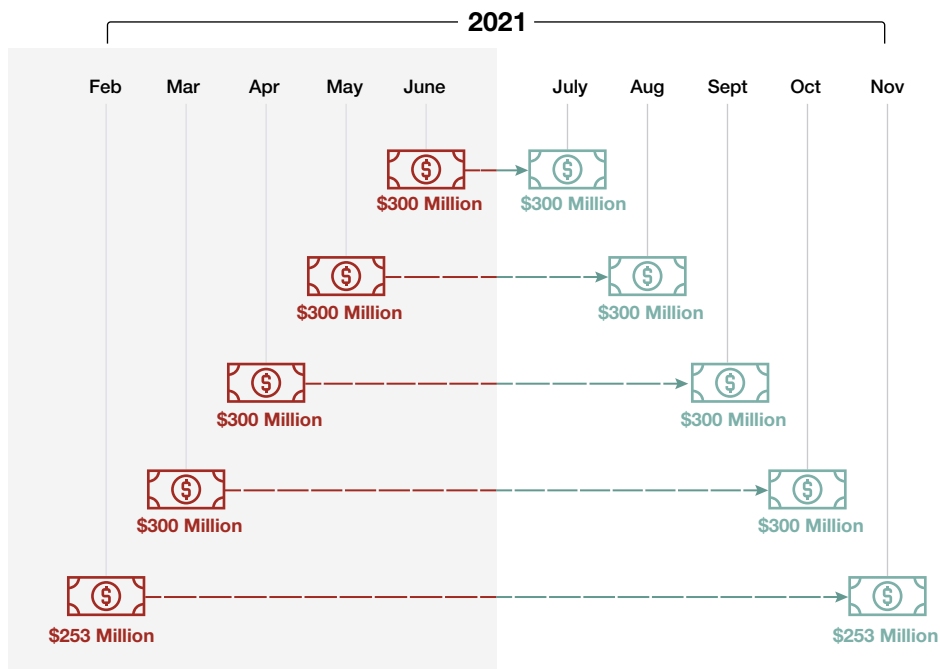 2021
Feb Mar Apr May June July Aug Sept Oct Nov
$ $
$300 Million $300 Million
$ $
$300 Million $300 Million
$ $
$300 Million $300 Million
$ $
$300 Million $300 Million
$ $
$253 Million $253 Million